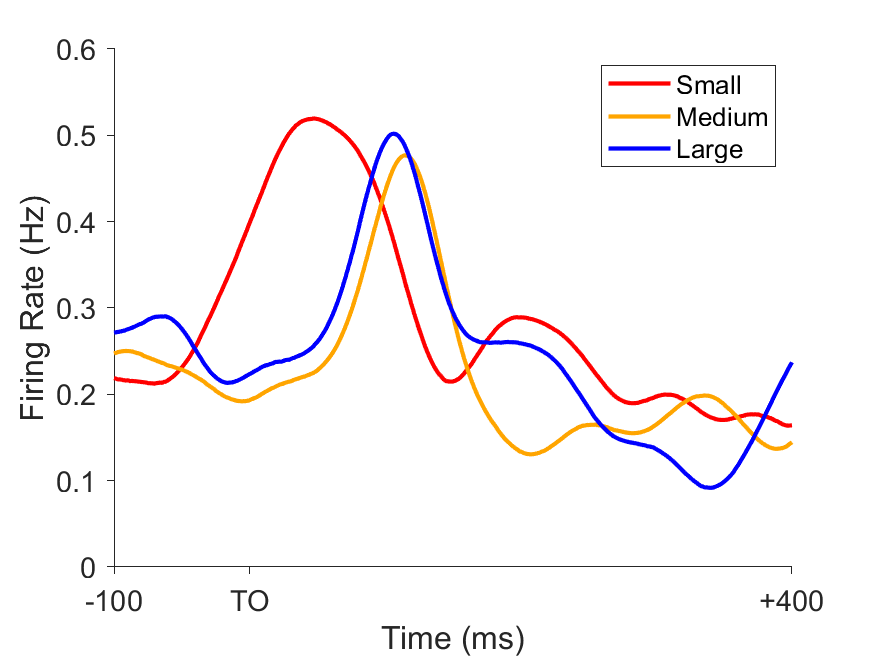 0.6
0.5
0.4
0.3
0.2
0.1
0
Firing Rate (Hz)
Small
Medium
Large
-100 TO +400
Time (ms)